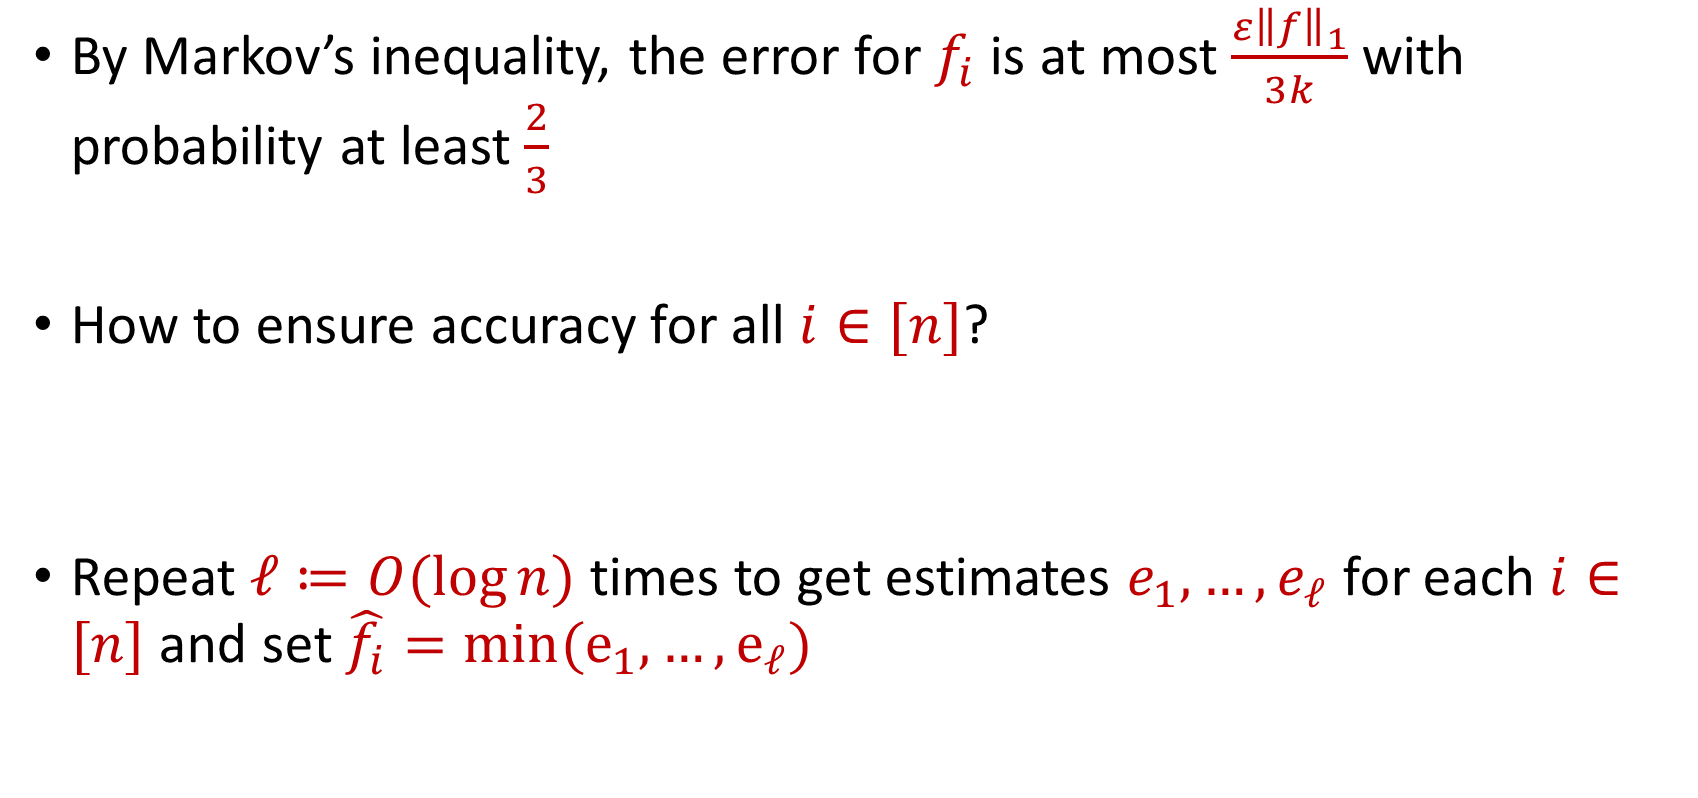 • By Markov’s inequality, the error for fᵢ is at most ε‖f‖₁/3k with
probability at least 2/3
• How to ensure accuracy for all i ∈ [n]?
• Repeat ℓ ≔ O(log n) times to get estimates e₁, … , e_ℓ for each i ∈
[n] and set f̂ᵢ = min(e₁, … , e_ℓ)